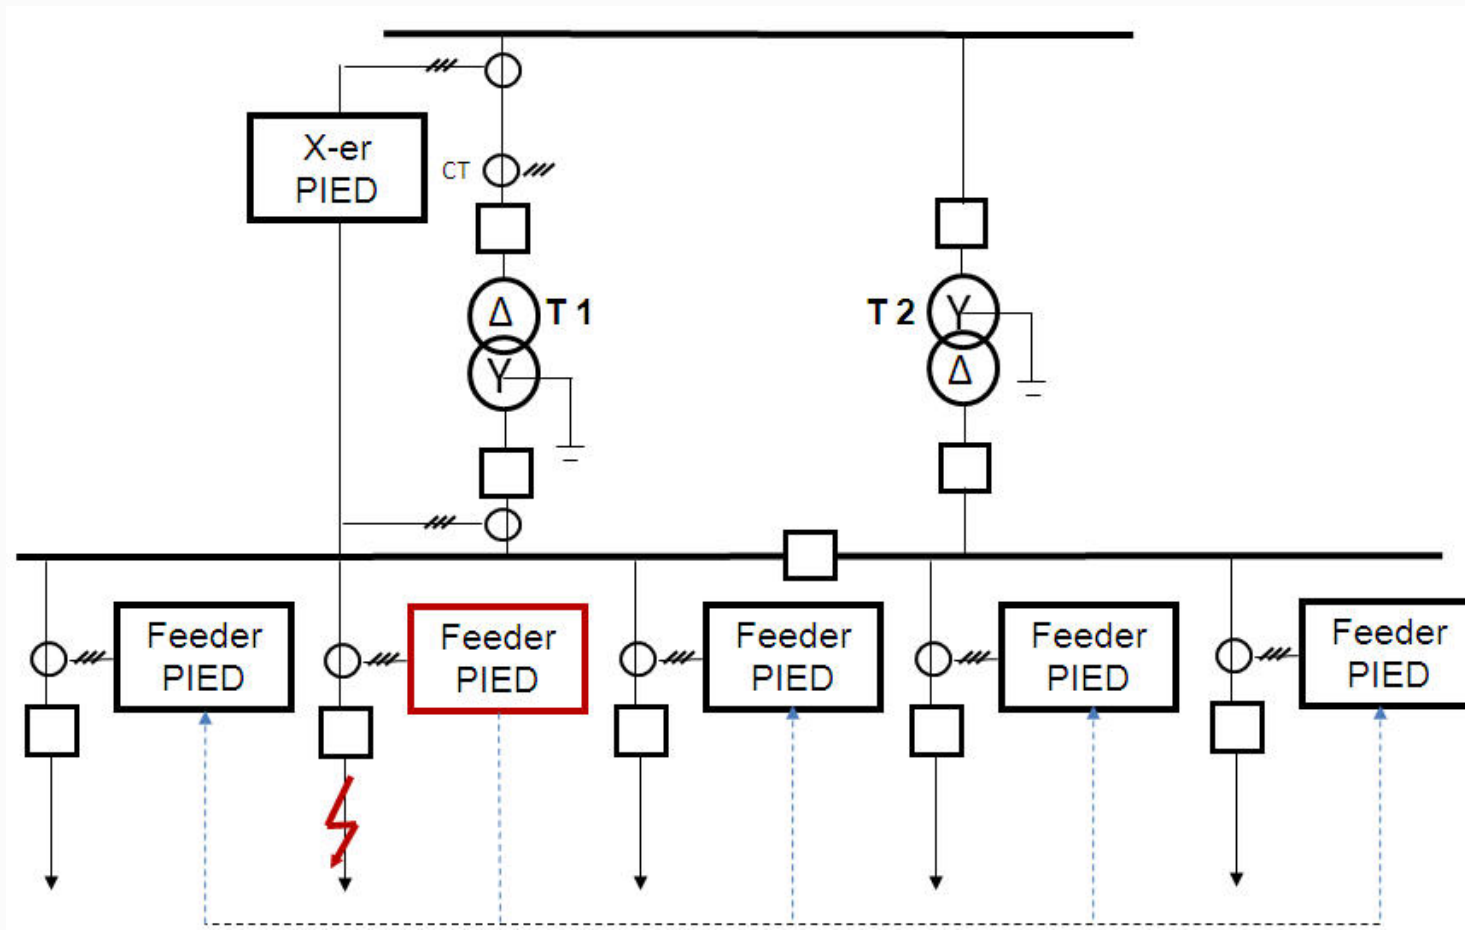 X-er
PIED
CT
Δ
T 1
Y
T 2
Y
Δ
Feeder
PIED
Feeder
PIED
Feeder
PIED
Feeder
PIED
Feeder
PIED